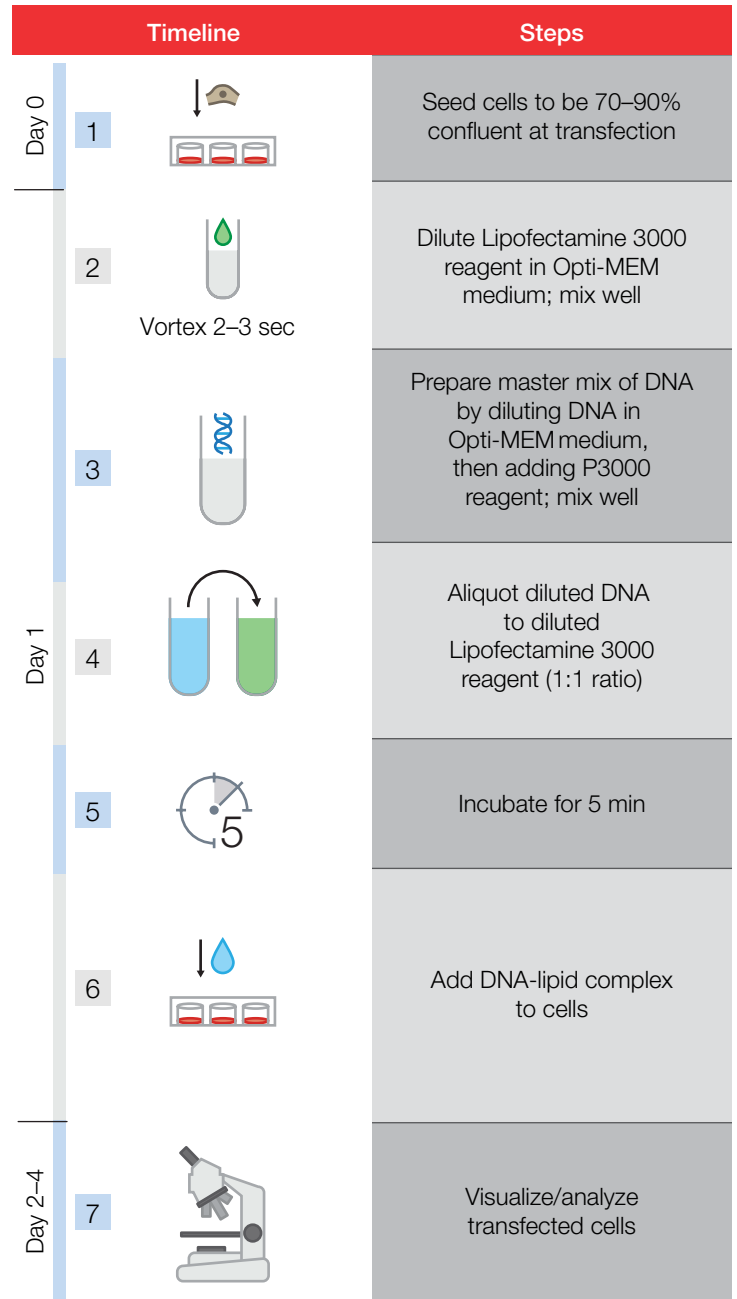 Timeline
Steps
Day 0
1
Seed cells to be 70–90%
confluent at transfection
Day 1
2
Vortex 2–3 sec
Dilute Lipofectamine 3000
reagent in Opti-MEM
medium; mix well
3
Prepare master mix of DNA
by diluting DNA in
Opti-MEM medium,
then adding P3000
reagent; mix well
4
Aliquot diluted DNA
to diluted
Lipofectamine 3000
reagent (1:1 ratio)
5
5
Incubate for 5 min
6
Add DNA-lipid complex
to cells
Day 2–4
7
Visualize/analyze
transfected cells